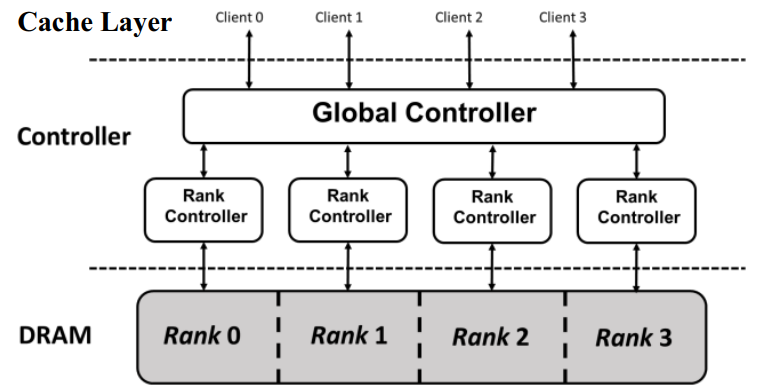 Cache Layer
Client 0
Client 1
Client 2
Client 3
Global Controller
Controller
Rank
Controller
Rank
Controller
Rank
Controller
Rank
Controller
DRAM
Rank 0
Rank 1
Rank 2
Rank 3